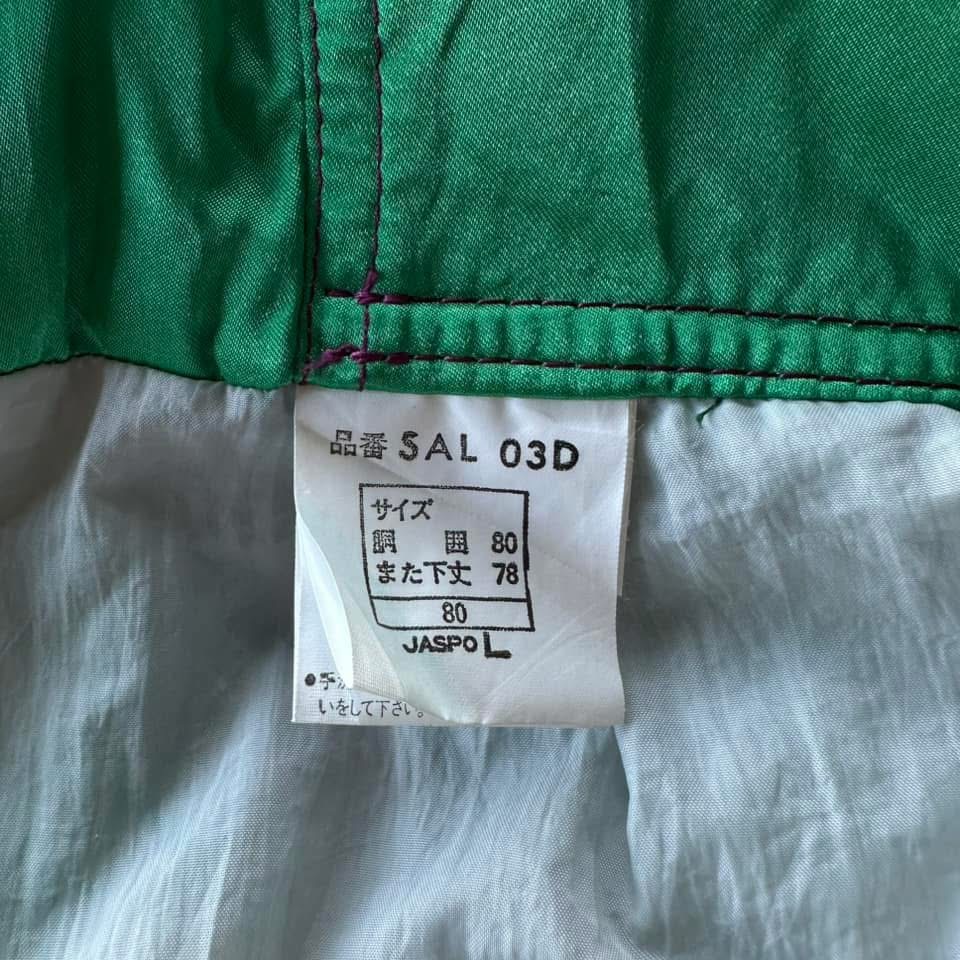 品番 SAL 03D
サイズ
胴 囲 80
また下丈 78
80
JASPO L
●手
いをして下さい。